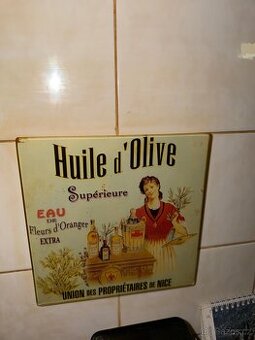 Huile d'Olive
Supérieure
EAU
DE
Fleurs d'Oranger
EXTRA
UNION DES PROPRIÉTAIRES DE NICE